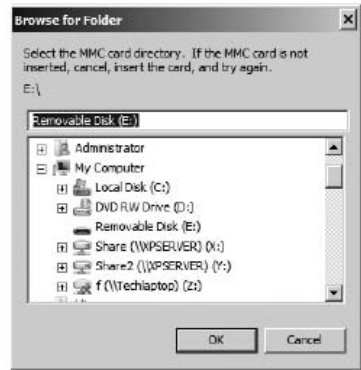 Browse for Folder
Select the MMC card directory. If the MMC card is not
inserted, cancel, insert the card, and try again.
E:\
Removable Disk (E:)
Administrator
My Computer
Local Disk (C:)
DVD RW Drive (D:)
Removable Disk (E:)
Share (\\XPSERVER) (X:)
Share2 (\\XPSERVER) (Y:)
f (\\Techlaptop) (Z:)
OK Cancel